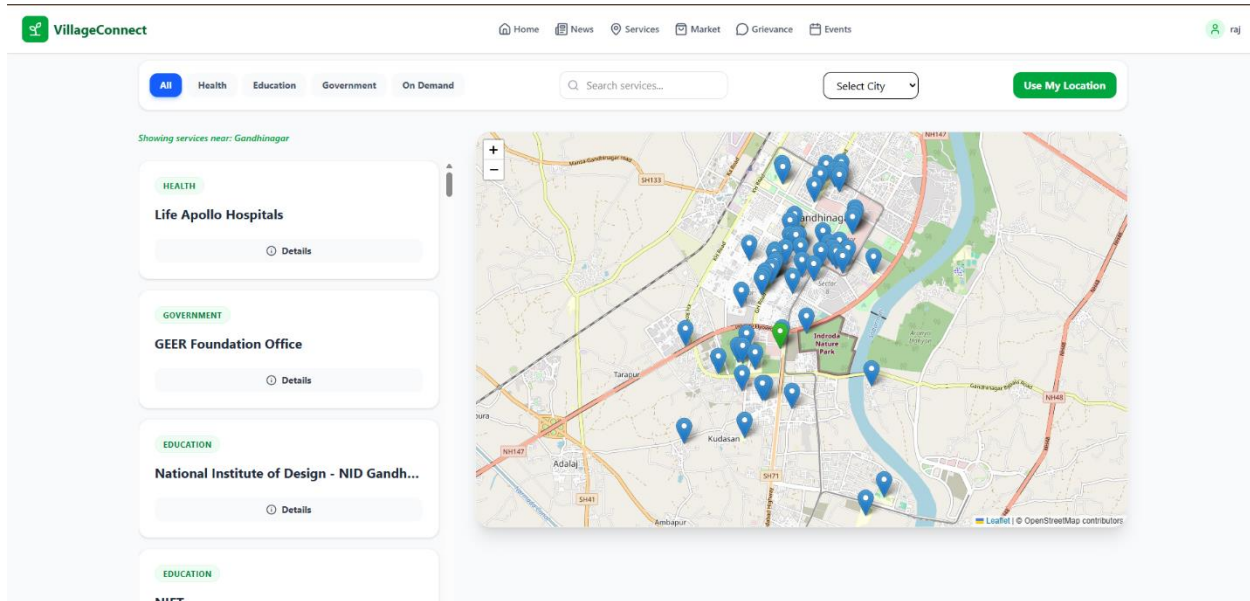 VillageConnect
Home News Services Market Grievance Events
raj
All Health Education Government On Demand
Search services...
Select City
Use My Location
Showing services near: Gandhinagar
HEALTH
Life Apollo Hospitals
Details
GOVERNMENT
GEER Foundation Office
Details
EDUCATION
National Institute of Design - NID Gandh...
Details
EDUCATION
+
−
NH147
SH133
Sector
Indroda
Nature
Park
Tarapur
NH48
Kudasan
NH147
Adalaj
SH71
SH41
Ambapur
Leaflet | © OpenStreetMap contributors